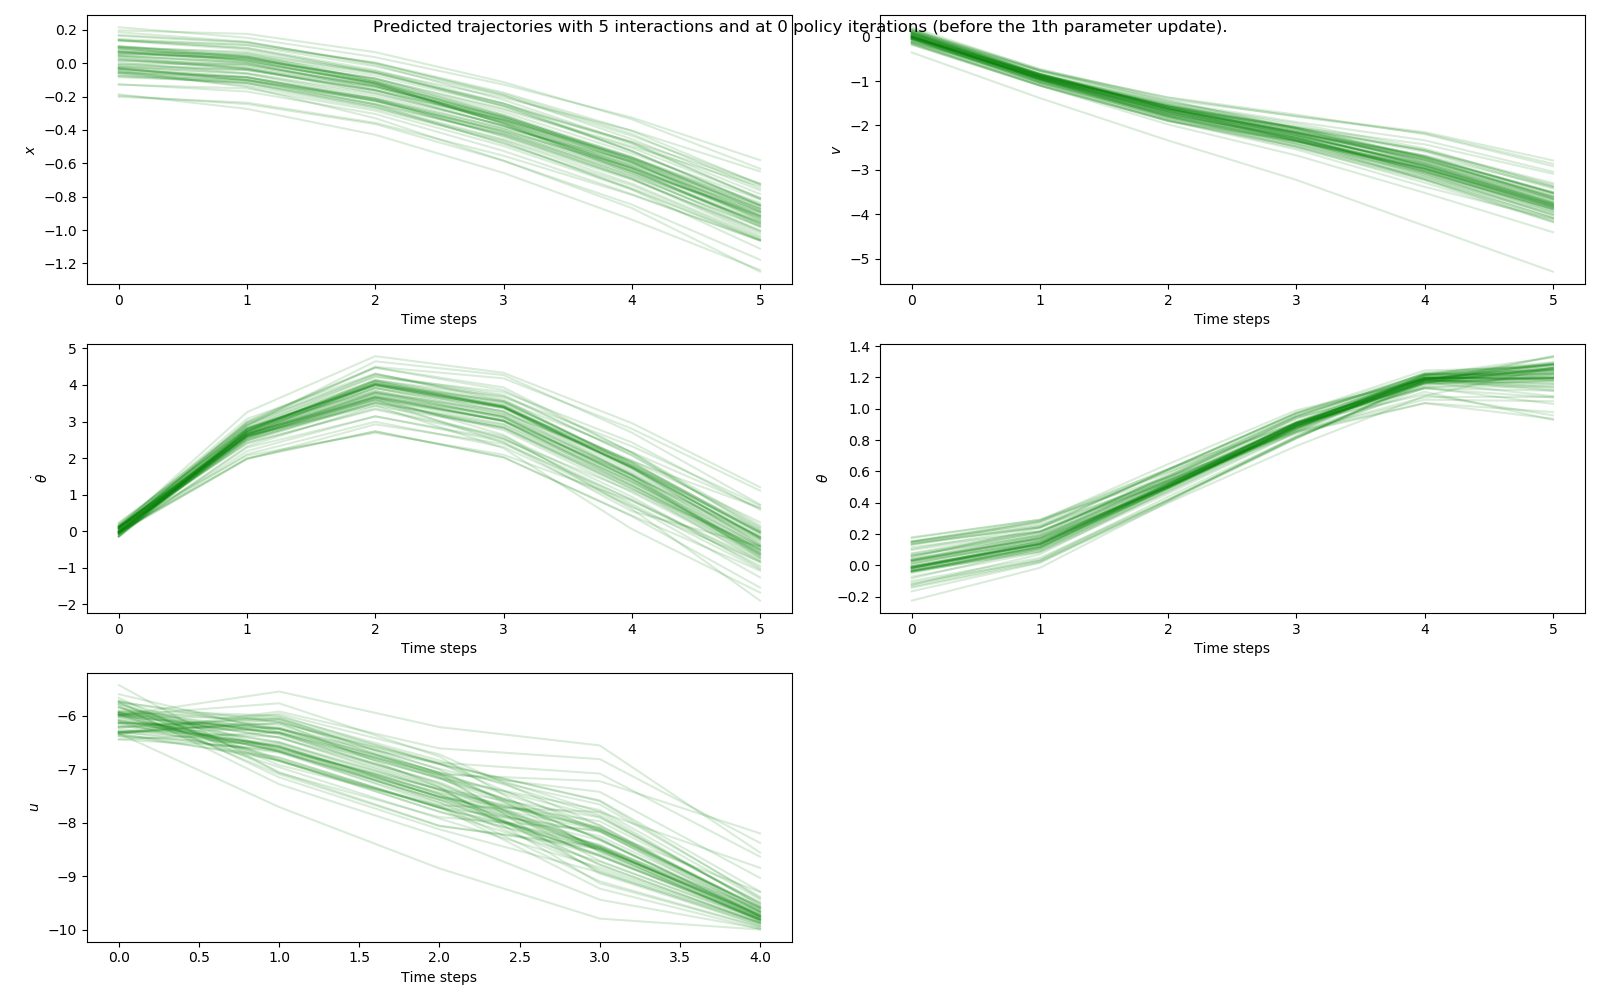 Predicted trajectories with 5 interactions and at 0 policy iterations (before the 1th parameter update).
0.2
0.0
−0.2
−0.4
−0.6
−0.8
−1.0
−1.2
x
0 1 2 3 4 5
Time steps
0
−1
−2
−3
−4
−5
v
0 1 2 3 4 5
Time steps
5
4
3
2
1
0
−1
−2
θ̇
0 1 2 3 4 5
Time steps
1.4
1.2
1.0
0.8
0.6
0.4
0.2
0.0
−0.2
θ
0 1 2 3 4 5
Time steps
−6
−7
−8
−9
−10
u
0.0 0.5 1.0 1.5 2.0 2.5 3.0 3.5 4.0
Time steps